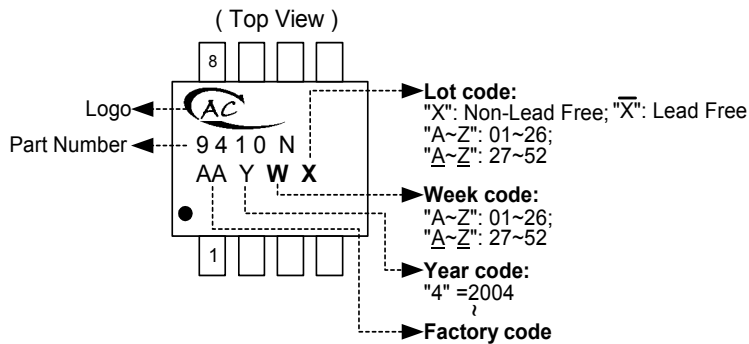 ( Top View )
8
Logo
AC
Part Number
9410 N
AA Y W X
1
Lot code:
"X": Non-Lead Free; "X̅": Lead Free
"A~Z": 01~26;
"A̲~Z̲": 27~52
Week code:
"A~Z": 01~26;
"A̲~Z̲": 27~52
Year code:
"4" =2004
~
Factory code